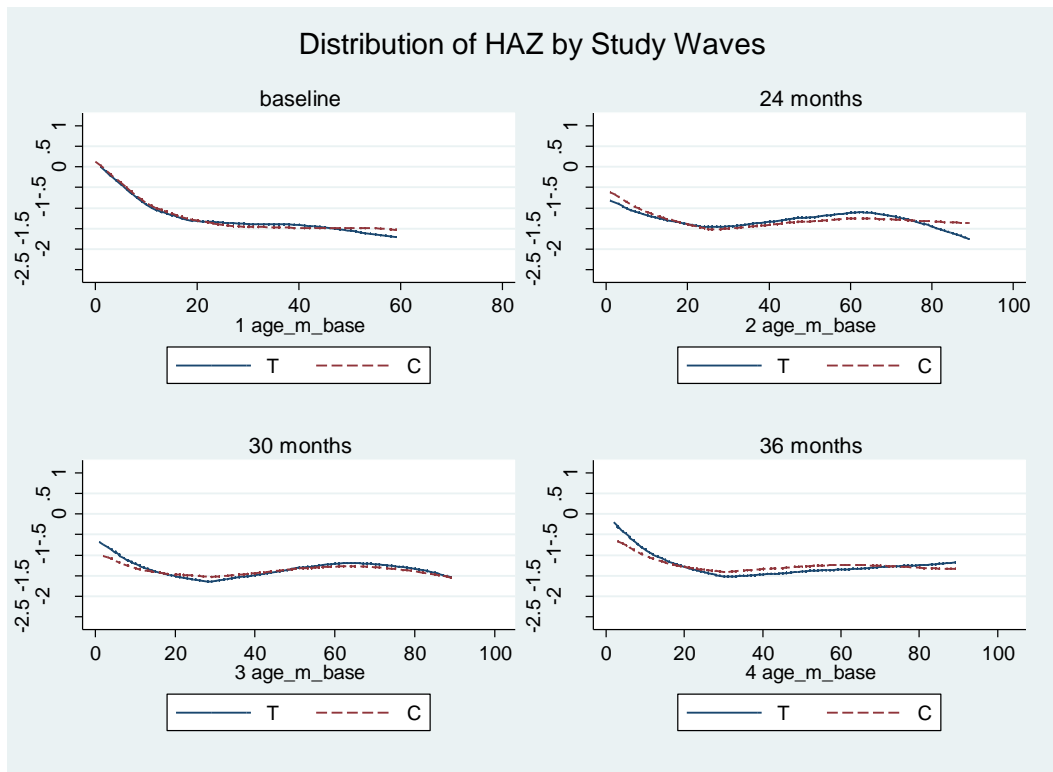 Distribution of HAZ by Study Waves
baseline
1
.5
0
-.5
-1
-1.5
-2
-2.5
0 20 40 60 80
1 age_m_base
T C
24 months
1
.5
0
-.5
-1
-1.5
-2
-2.5
0 20 40 60 80 100
2 age_m_base
T C
30 months
1
.5
0
-.5
-1
-1.5
-2
-2.5
0 20 40 60 80 100
3 age_m_base
T C
36 months
1
.5
0
-.5
-1
-1.5
-2
-2.5
0 20 40 60 80 100
4 age_m_base
T C